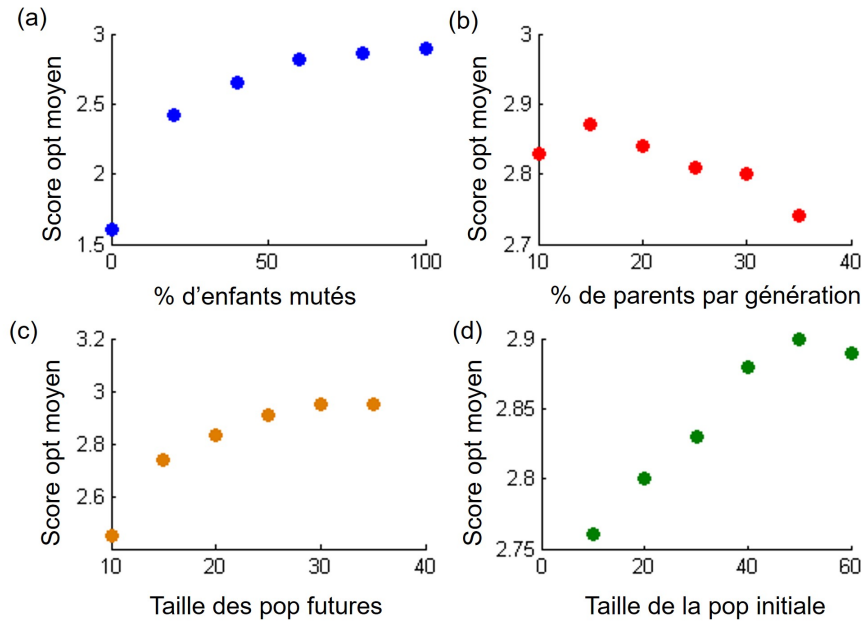 (a)
Score opt moyen
3
2.5
2
1.5
0
50
100
% d’enfants mutés
(b)
Score opt moyen
3
2.9
2.8
2.7
10
20
30
40
% de parents par génération
(c)
Score opt moyen
3.2
3
2.8
2.6
10
20
30
40
Taille des pop futures
(d)
Score opt moyen
2.9
2.85
2.8
2.75
0
20
40
60
Taille de la pop initiale